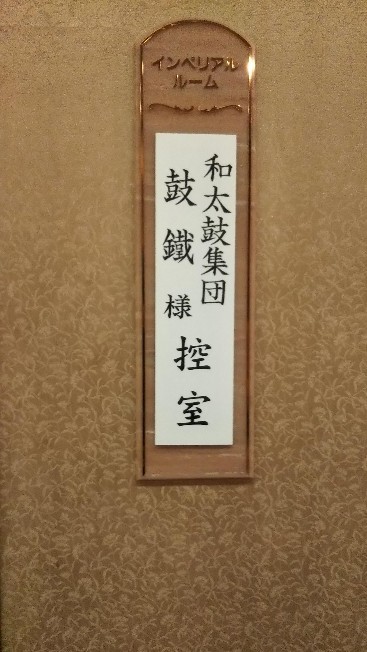 インペリアル
ルーム
和太鼓集団
鼓鐵様
控室